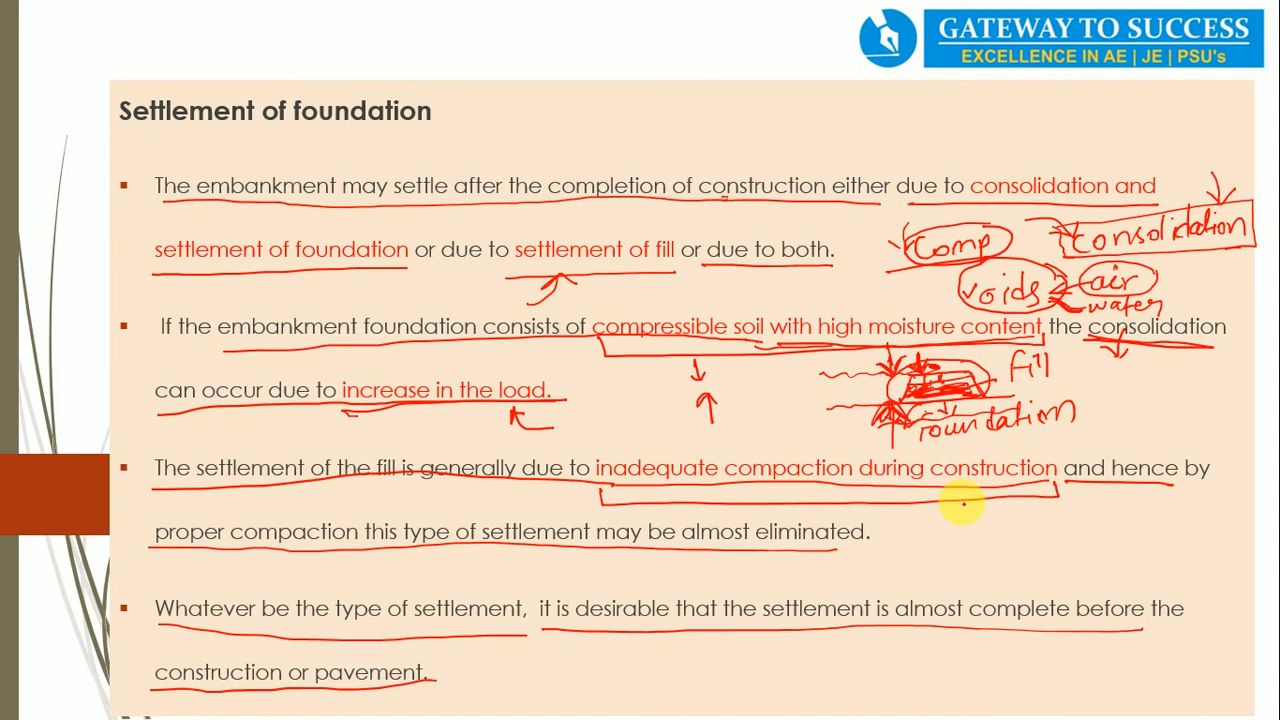 GATEWAY TO SUCCESS
EXCELLENCE IN AE | JE | PSU's
Settlement of foundation
The embankment may settle after the completion of construction either due to consolidation and
settlement of foundation or due to settlement of fill or due to both.
Comp
Consolidation
voids
air
water
If the embankment foundation consists of compressible soil with high moisture content the consolidation
can occur due to increase in the load.
fill
foundation
The settlement of the fill is generally due to inadequate compaction during construction and hence by
proper compaction this type of settlement may be almost eliminated.
Whatever be the type of settlement, it is desirable that the settlement is almost complete before the
construction or pavement.